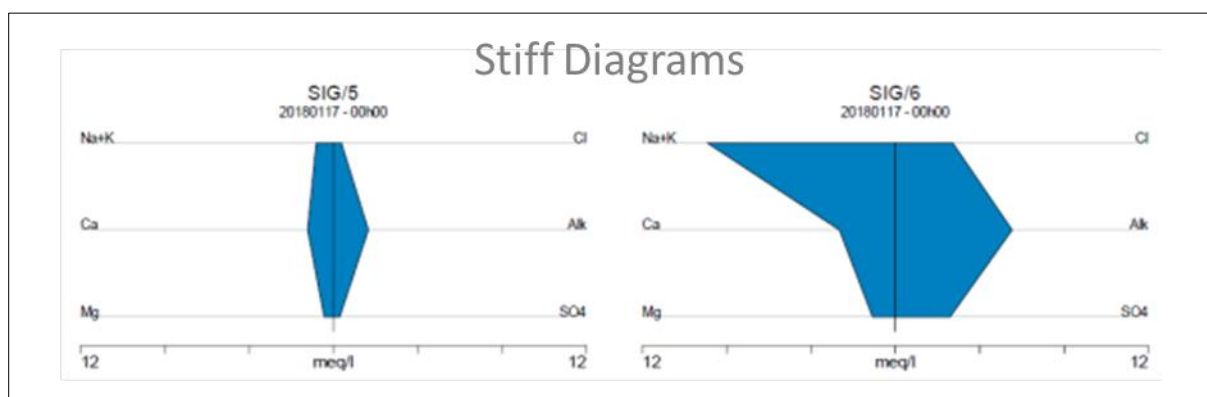 Stiff Diagrams
SIG/5
20180117 - 00h00
Na+K Cl
Ca Alk
Mg SO4
12 meq/l 12
SIG/6
20180117 - 00h00
Na+K Cl
Ca Alk
Mg SO4
12 meq/l 12